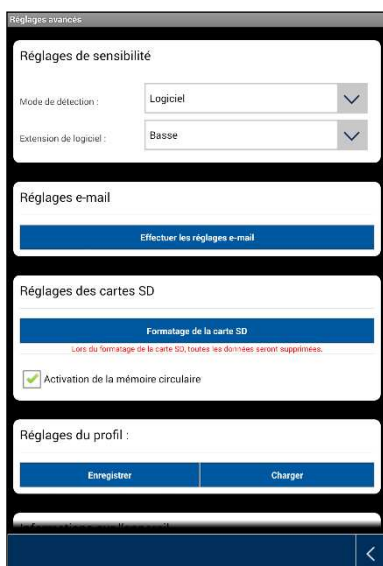 Réglages avancés
Réglages de sensibilité
Mode de détection :
Logiciel
Extension de logiciel :
Basse
Réglages e-mail
Effectuer les réglages e-mail
Réglages des cartes SD
Formatage de la carte SD
Lors du formatage de la carte SD, toutes les données seront supprimées.
Activation de la mémoire circulaire
Réglages du profil :
Enregistrer
Charger